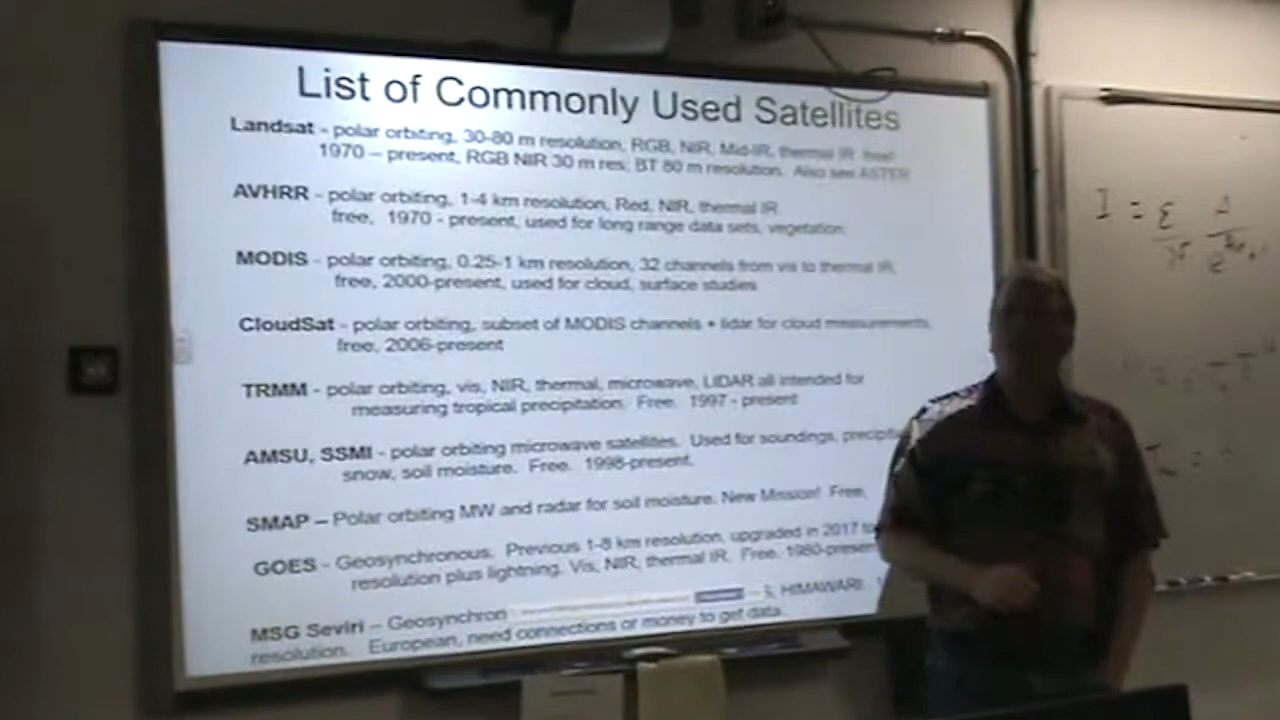 List of Commonly Used Satellites
Landsat - polar orbiting, 30-80 m resolution, RGB, NIR, Mid-IR, thermal IR free!
1970 – present, RGB NIR 30 m res; BT 60 m resolution. Also see ASTER
AVHRR - polar orbiting, 1-4 km resolution, Red, NIR, thermal IR
free, 1970 - present, used for long range data sets, vegetation.
MODIS - polar orbiting, 0.25-1 km resolution, 32 channels from vis to thermal IR,
free, 2000-present, used for cloud, surface studies
CloudSat - polar orbiting, subset of MODIS channels + lidar for cloud measurements.
free, 2006-present
TRMM - polar orbiting, vis, NIR, thermal, microwave, LIDAR all intended for
measuring tropical precipitation. Free. 1997 - present
AMSU, SSMI - polar orbiting microwave satellites. Used for soundings,
snow, soil moisture. Free. 1998-present,
SMAP – Polar orbiting MW and radar for soil moisture. New Mission! Free,
GOES - Geosynchronous. Previous 1-8 km resolution, upgraded in 2017
resolution plus lightning, Vis, NIR, thermal IR. Free. 1980-present
MSG Seviri – Geosynchron HIMAWARI.
resolution. European, need connections or money to get data.
I =